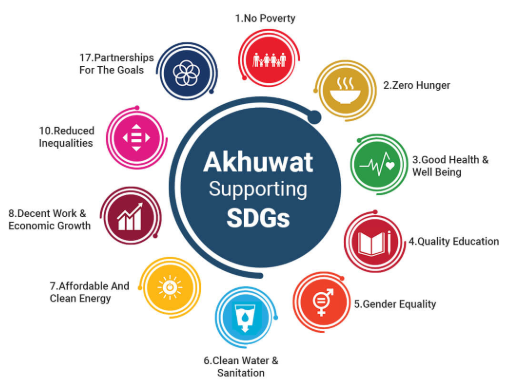 1.No Poverty
2.Zero Hunger
3.Good Health &
Well Being
4.Quality Education
5.Gender Equality
6.Clean Water &
Sanitation
7.Affordable And
Clean Energy
8.Decent Work &
Economic Growth
10.Reduced
Inequalities
17.Partnerships
For The Goals
Akhuwat
Supporting
SDGs